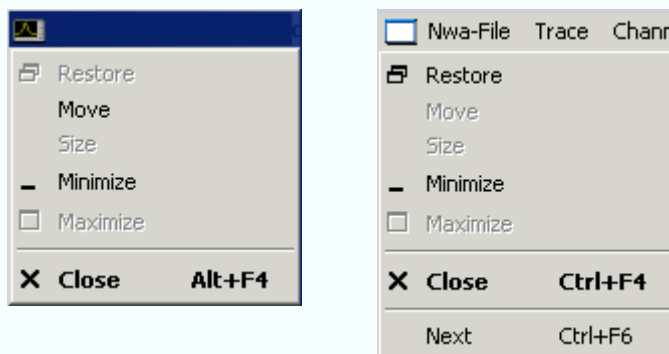 Restore
Move
Size
Minimize
Maximize
Close Alt+F4
Nwa-File Trace Chann
Restore
Move
Size
Minimize
Maximize
Close Ctrl+F4
Next Ctrl+F6